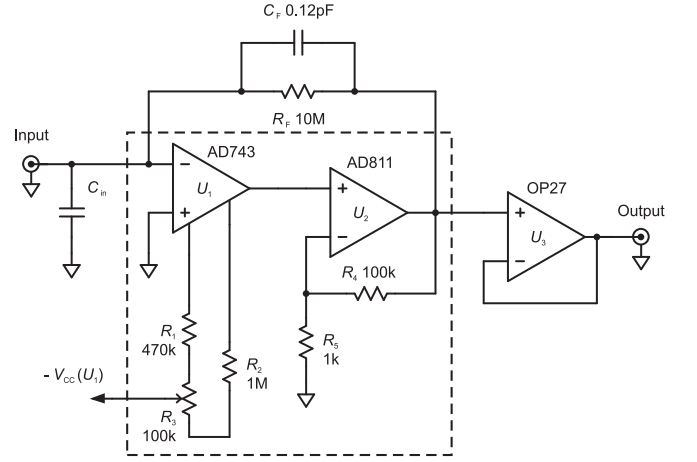 C_F 0.12pF
R_F 10M
Input
C_in
AD743
−
+
U_1
AD811
+
−
U_2
OP27
+
−
U_3
Output
R_4 100k
R_1
470k
R_2
1M
R_5
1k
- V_CC(U_1)
R_3
100k